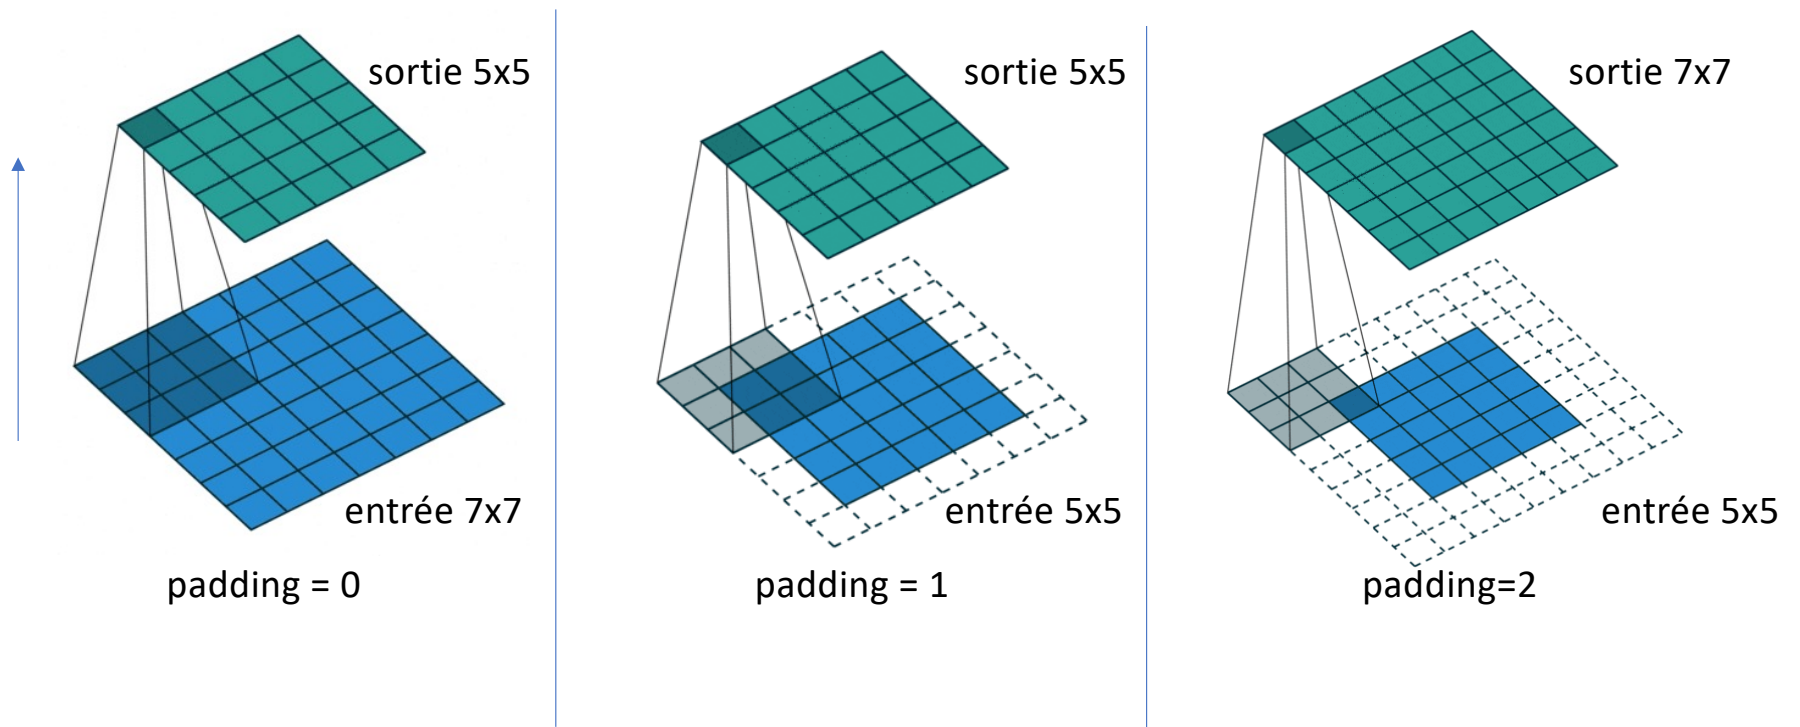 sortie 5x5
entrée 7x7
padding = 0
sortie 5x5
entrée 5x5
padding = 1
sortie 7x7
entrée 5x5
padding=2